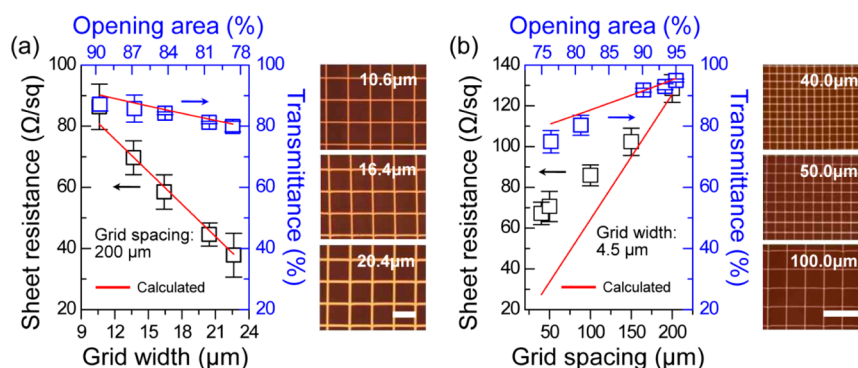 (a)
Opening area (%)
90 87 84 81 78
Sheet resistance (Ω/sq)
100
80
60
40
20
100
80
60
40
20
Transmittance (%)
Grid spacing:
200 µm
Calculated
9 12 15 18 21 24
Grid width (µm)
10.6µm
16.4µm
20.4µm
(b)
Opening area (%)
75 80 85 90 95
Sheet resistance (Ω/sq)
140
120
100
80
60
40
20
100
80
60
40
20
Transmittance (%)
Grid width:
4.5 µm
Calculated
50 100 150 200
Grid spacing (µm)
40.0µm
50.0µm
100.0µm